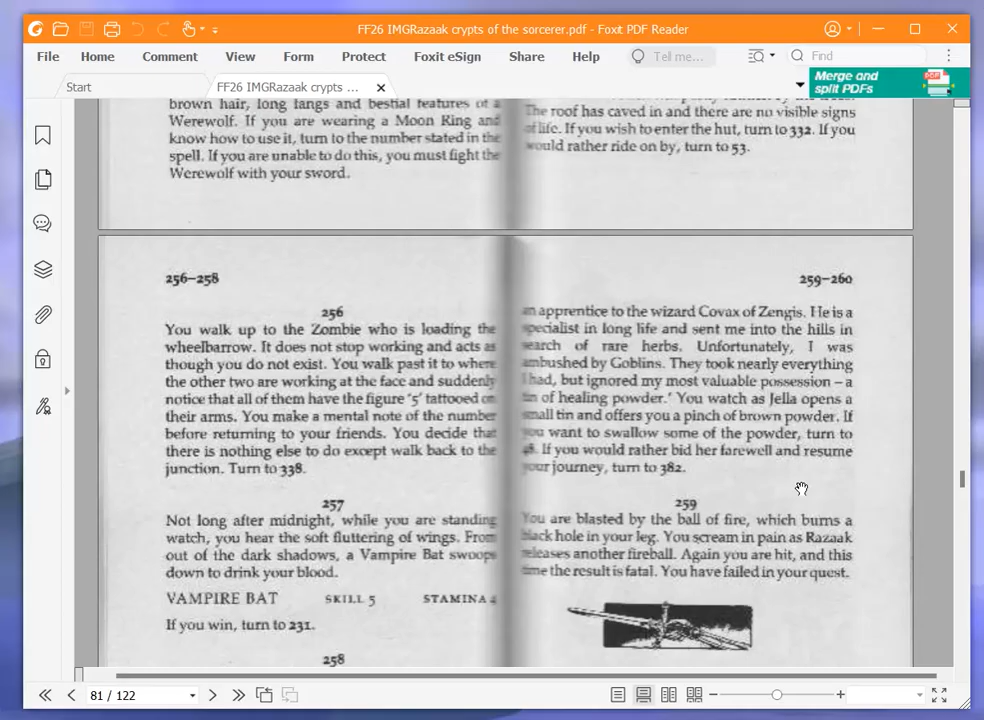 FF26 IMGRazaak crypts of the sorcerer.pdf - Foxit PDF Reader
File Home Comment View Form Protect Foxit eSign Share Help Tell me... Find
Start FF26 IMGRazaak crypts ... Merge and
split PDFs
brown hair, long fangs and bestial features of a
Werewolf. If you are wearing a Moon Ring and
know how to use it, turn to the number stated in the
spell. If you are unable to do this, you must fight the
Werewolf with your sword.
The roof has caved in and there are no visible signs
of life. If you wish to enter the hut, turn to 332. If you
would rather ride on by, turn to 53.
256-258
256
You walk up to the Zombie who is loading the
wheelbarrow. It does not stop working and acts as
though you do not exist. You walk past it to where
the other two are working at the face and suddenly
notice that all of them have the figure '5' tattooed on
their arms. You make a mental note of the number
before returning to your friends. You decide that
there is nothing else to do except walk back to the
junction. Turn to 338.
257
Not long after midnight, while you are standing
watch, you hear the soft fluttering of wings. From
out of the dark shadows, a Vampire Bat swoops
down to drink your blood.
VAMPIRE BAT SKILL 5 STAMINA 4
If you win, turn to 231.
258
259-260
an apprentice to the wizard Covax of Zengis. He is a
specialist in long life and sent me into the hills in
search of rare herbs. Unfortunately, I was
ambushed by Goblins. They took nearly everything
I had, but ignored my most valuable possession – a
tin of healing powder.' You watch as Jella opens a
small tin and offers you a pinch of brown powder. If
you want to swallow some of the powder, turn to
If you would rather bid her farewell and resume
your journey, turn to 382.
259
You are blasted by the ball of fire, which burns a
black hole in your leg. You scream in pain as Razaak
releases another fireball. Again you are hit, and this
time the result is fatal. You have failed in your quest.
81 / 122